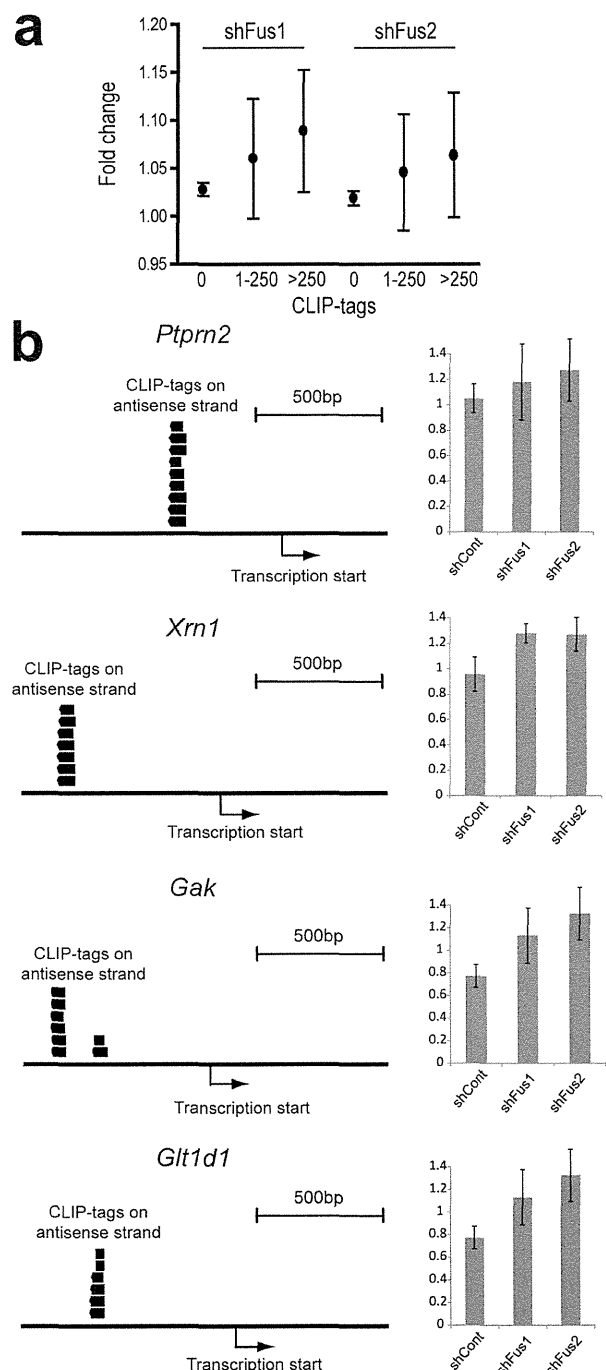 a
shFus1 shFus2
1.20
1.15
1.10
1.05
1.00
0.95
Fold change
0 1-250 >250 0 1-250 >250
CLIP-tags
b
Ptprn2
CLIP-tags on
antisense strand
500bp
Transcription start
1.4
1.2
1
0.8
0.6
0.4
0.2
0
shCont shFus1 shFus2
Xrn1
CLIP-tags on
antisense strand
500bp
Transcription start
1.4
1.2
1
0.8
0.6
0.4
0.2
0
shCont shFus1 shFus2
Gak
CLIP-tags on
antisense strand
500bp
Transcription start
1.4
1.2
1
0.8
0.6
0.4
0.2
0
shCont shFus1 shFus2
Glt1d1
CLIP-tags on
antisense strand
500bp
Transcription start
1.4
1.2
1
0.8
0.6
0.4
0.2
0
shCont shFus1 shFus2